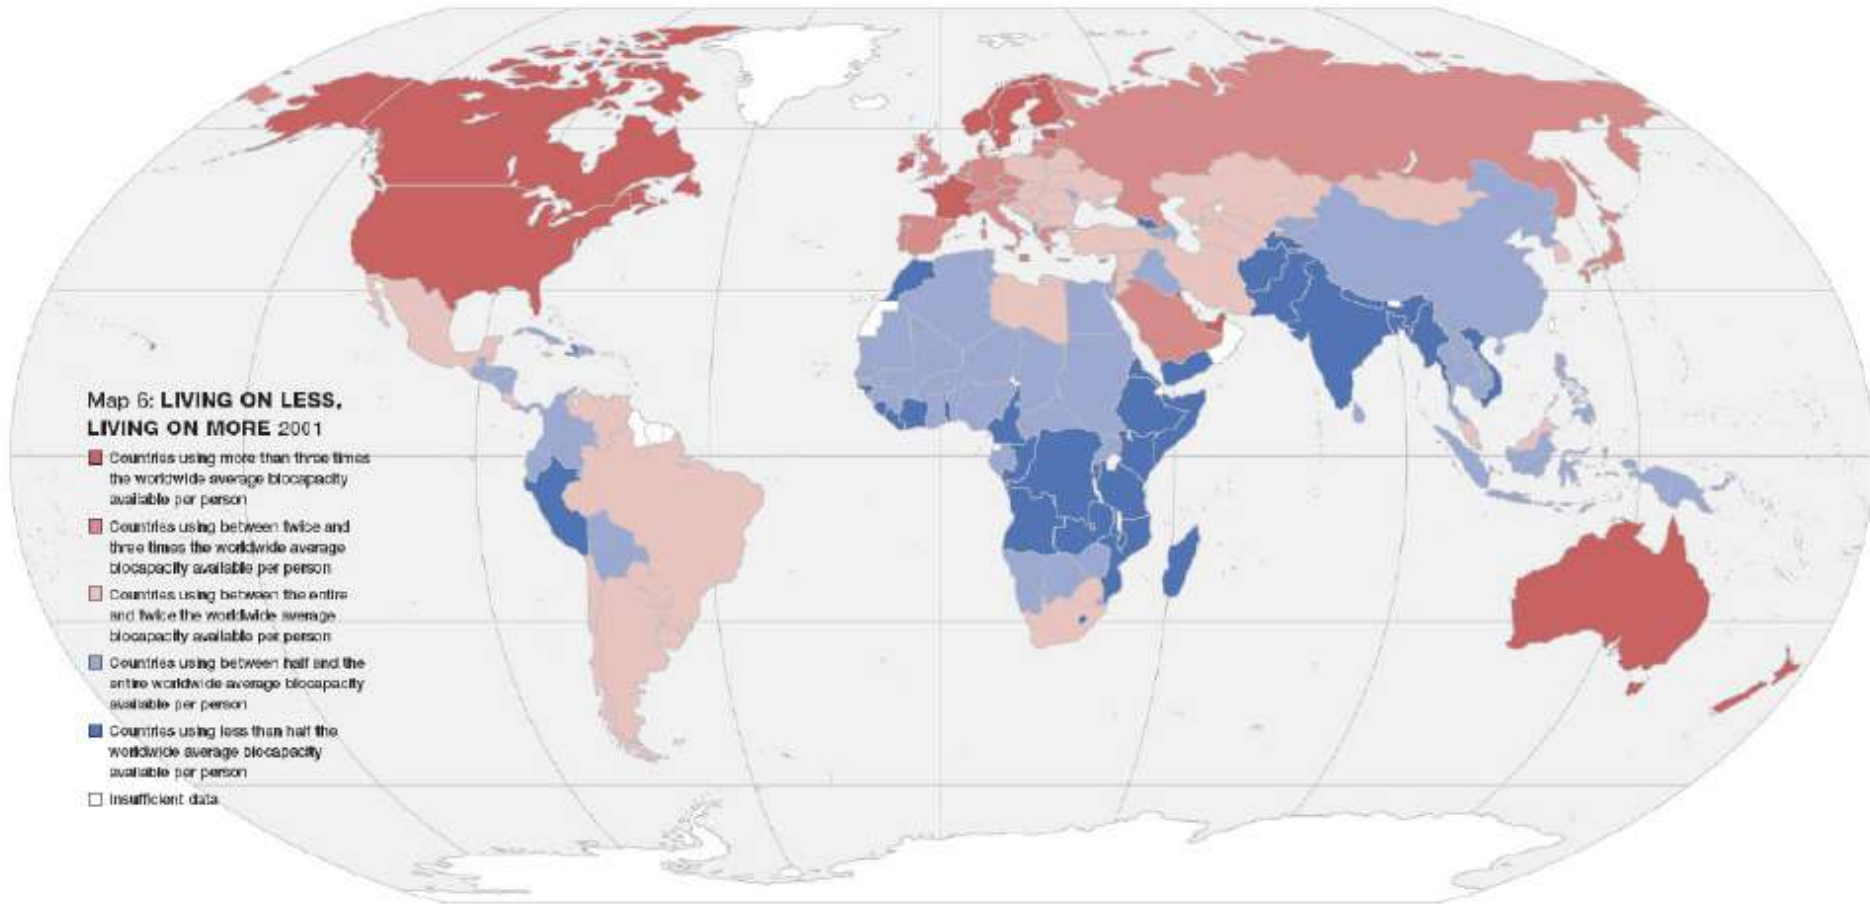 Map 6: LIVING ON LESS,
LIVING ON MORE 2001
Countries using more than three times
the worldwide average biocapacity
available per person
Countries using between twice and
three times the worldwide average
biocapacity available per person
Countries using between the entire
and twice the worldwide average
biocapacity available per person
Countries using between half and the
entire worldwide average biocapacity
available per person
Countries using less than half the
worldwide average biocapacity
available per person
Insufficient data